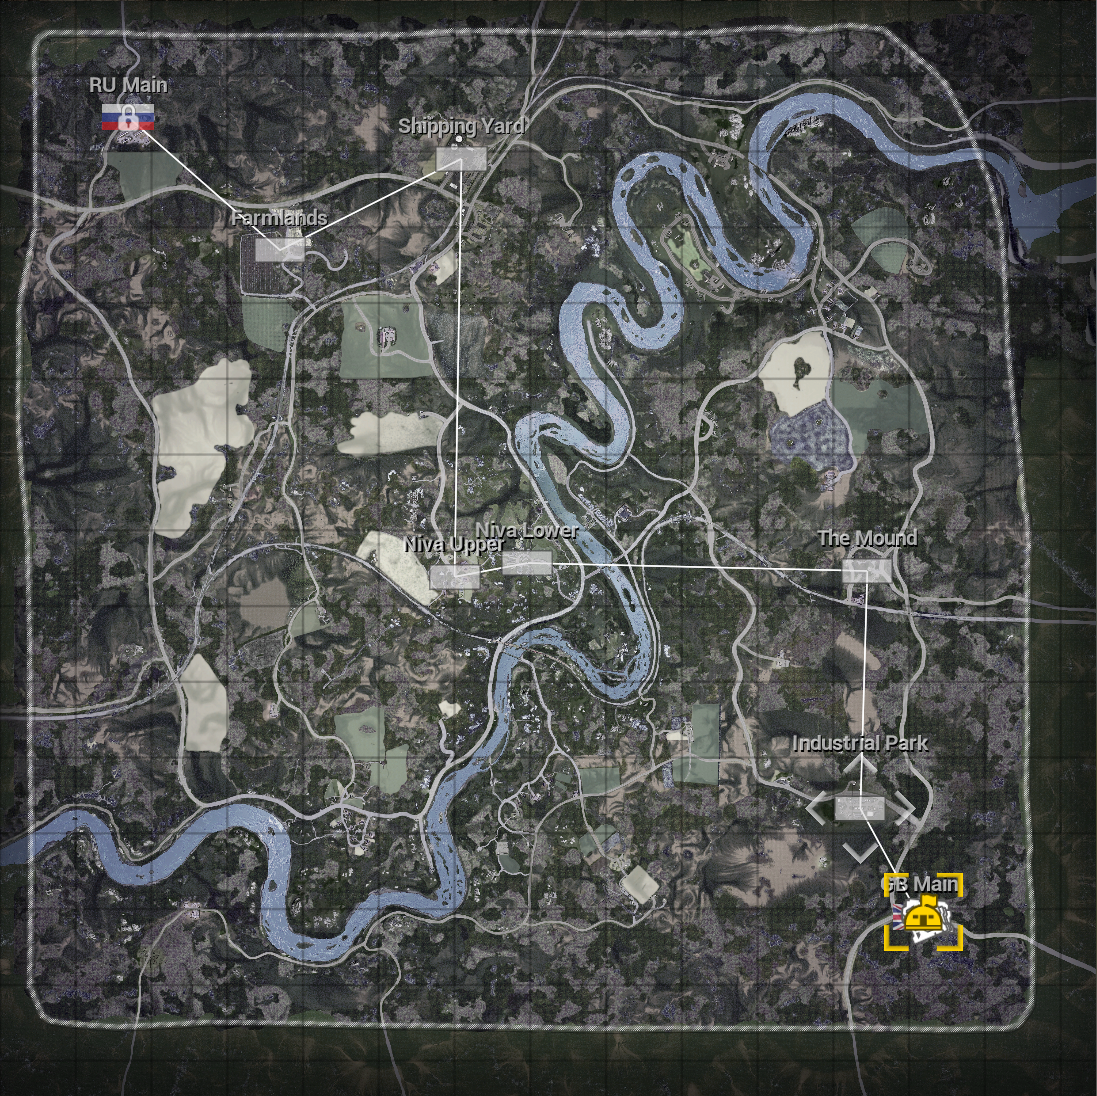 RU Main
Shipping Yard
Farmlands
Niva Lower
Niva Upper
The Mound
Industrial Park
GB Main